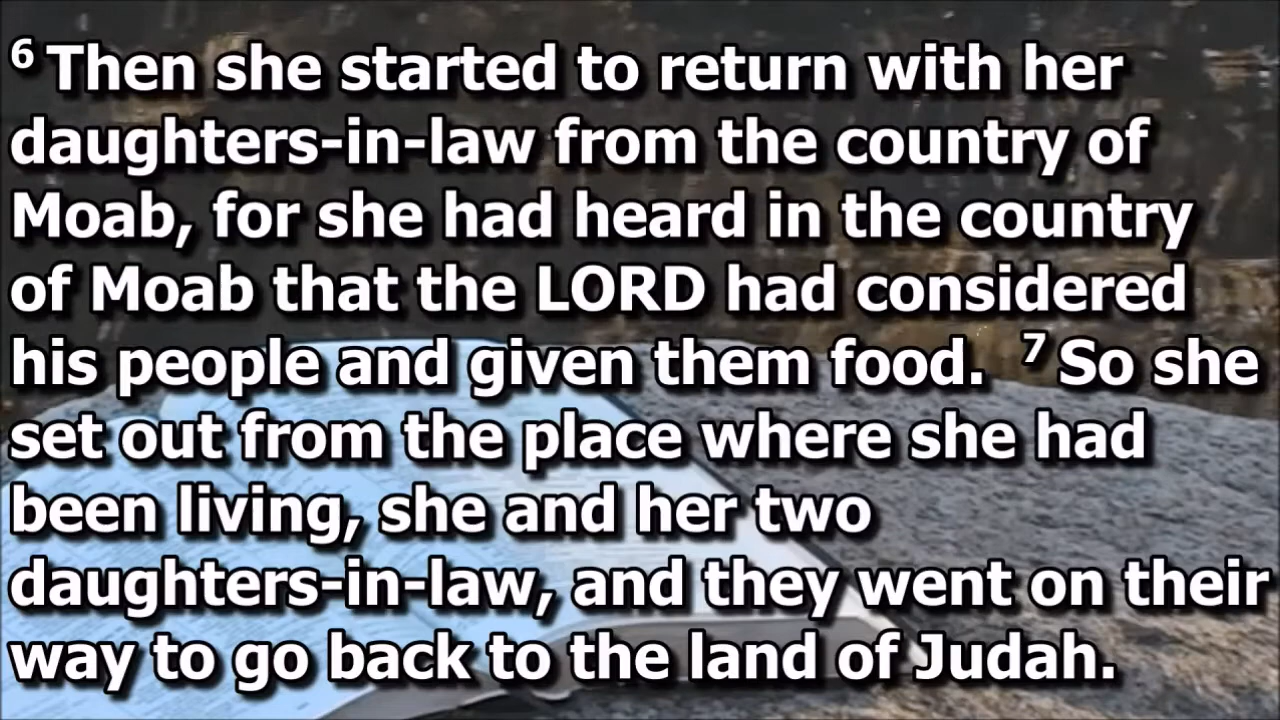 6 Then she started to return with her
daughters-in-law from the country of
Moab, for she had heard in the country
of Moab that the LORD had considered
his people and given them food. 7 So she
set out from the place where she had
been living, she and her two
daughters-in-law, and they went on their
way to go back to the land of Judah.